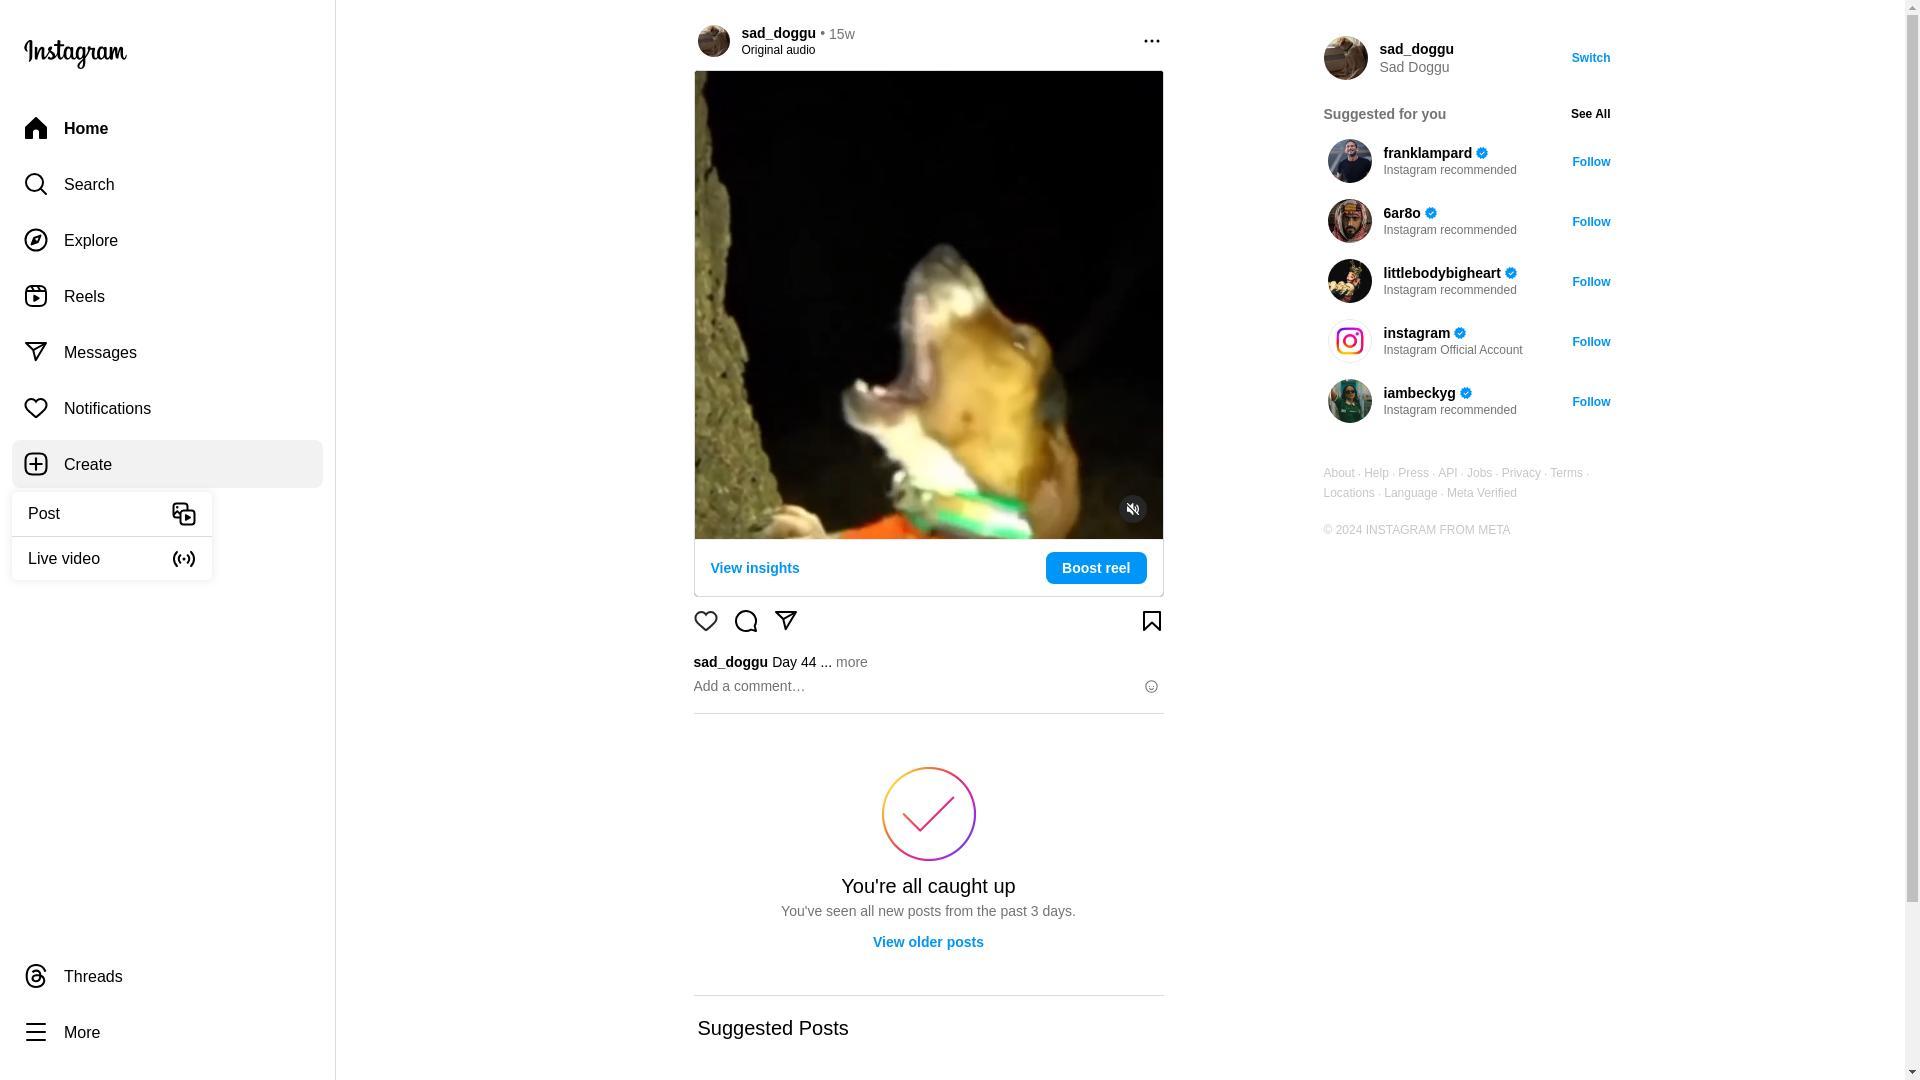 Instagram
Home
Search
Explore
Reels
Messages
Notifications
Create
Post
Live video
Threads
More
sad_doggu • 15w
Original audio
View insights
Boost reel
sad_doggu Day 44 ... more
Add a comment…
You're all caught up
You've seen all new posts from the past 3 days.
View older posts
Suggested Posts
sad_doggu
Sad Doggu
Switch
Suggested for you
See All
franklampard
Instagram recommended
Follow
6ar8o
Instagram recommended
Follow
littlebodybigheart
Instagram recommended
Follow
instagram
Instagram Official Account
Follow
iambeckyg
Instagram recommended
Follow
About · Help · Press · API · Jobs · Privacy · Terms ·
Locations · Language · Meta Verified
© 2024 INSTAGRAM FROM META